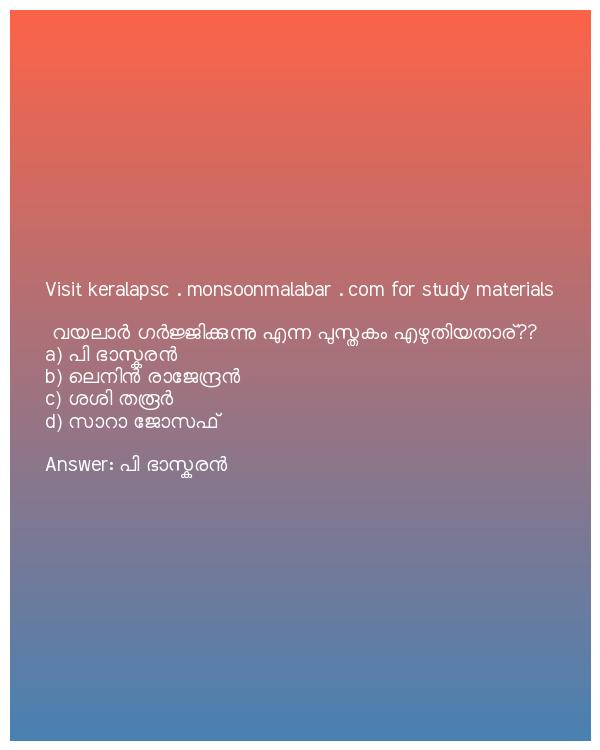 Visit keralapsc . monsoonmalabar . com for study materials
വയലാർ ഗർജ്ജിക്കുന്നു എന്ന പുസ്തകം എഴുതിയതാര്??
a) പി ഭാസ്കരൻ
b) ലെനിൻ രാജേന്ദ്രൻ
c) ശശി തരൂർ
d) സാറാ ജോസഫ്
Answer: പി ഭാസ്കരൻ